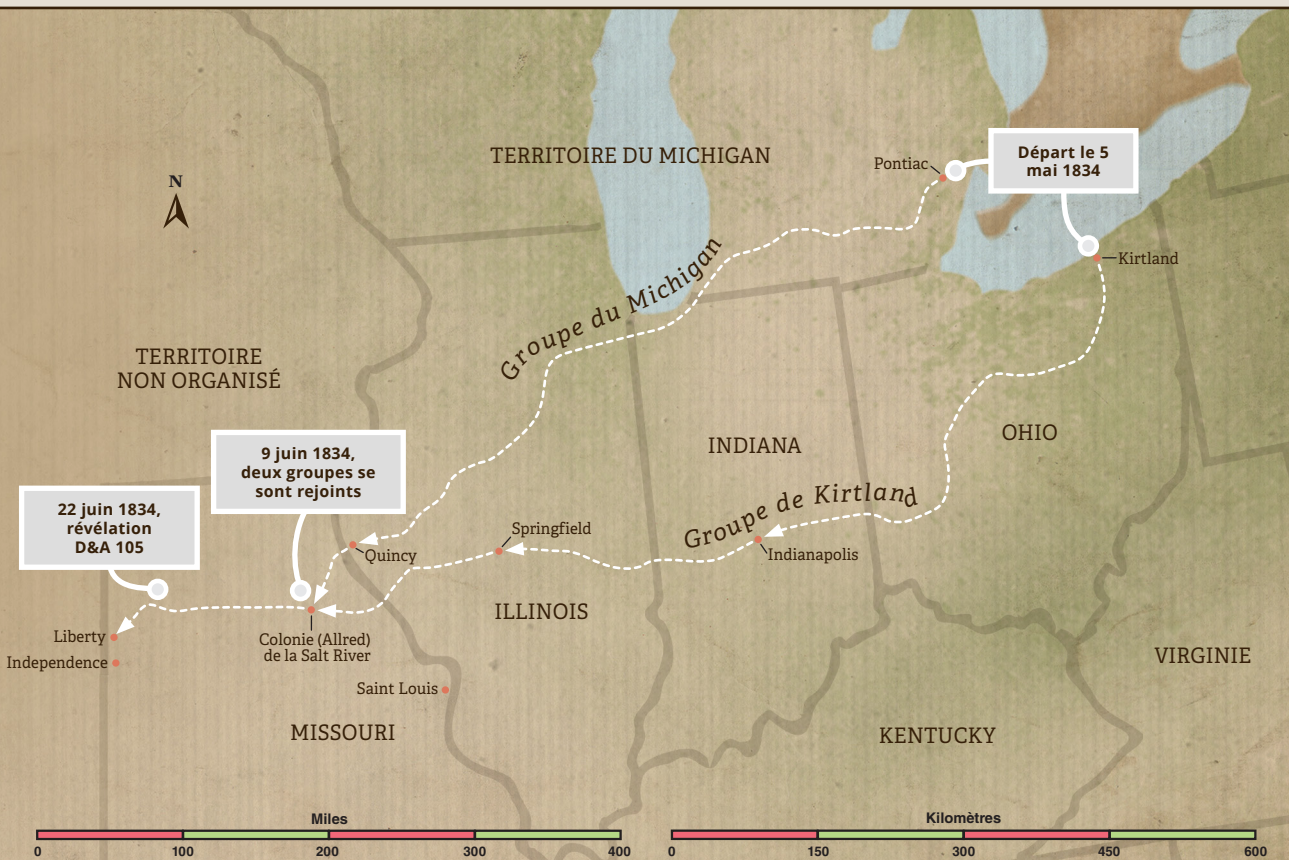 TERRITOIRE DU MICHIGAN
Pontiac
Départ le 5
mai 1834
N
Kirtland
Groupe du Michigan
TERRITOIRE
NON ORGANISÉ
OHIO
INDIANA
9 juin 1834,
deux groupes se
sont rejoints
22 juin 1834,
révélation
D&A 105
Groupe de Kirtland
Springfield
Quincy
Indianapolis
ILLINOIS
Liberty
Colonie (Allred)
de la Salt River
Independence
VIRGINIE
Saint Louis
MISSOURI
KENTUCKY
Miles
0 100 200 300 400
Kilomètres
0 150 300 450 600